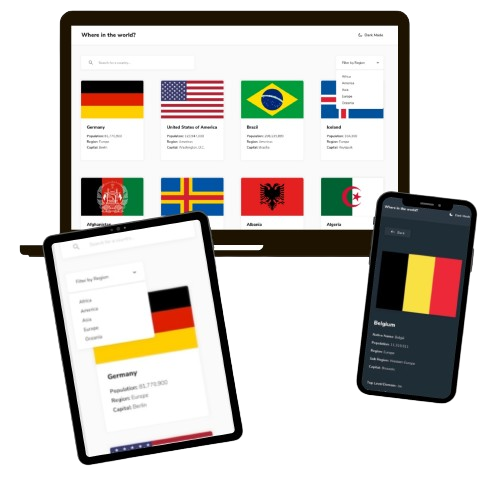 Where in the world?
Dark Mode
Search for a country...
Filter by Region
Africa
America
Asia
Europe
Oceania
Germany
Population: 81,770,900
Region: Europe
Capital: Berlin
United States of America
Population: 323,947,000
Region: Americas
Capital: Washington, D.C.
Brazil
Population: 206,135,893
Region: Americas
Capital: Brasília
Iceland
Population: 334,300
Region: Europe
Capital: Reykjavík
Afghanistan
Albania
Algeria
Search for a country...
Filter by Region
Africa
America
Asia
Europe
Oceania
Germany
Population: 81,770,900
Region: Europe
Capital: Berlin
Where in the world?
Dark Mode
Back
Belgium
Native Name: België
Population: 11,319,511
Region: Europe
Sub Region: Western Europe
Capital: Brussels
Top Level Domain: .be